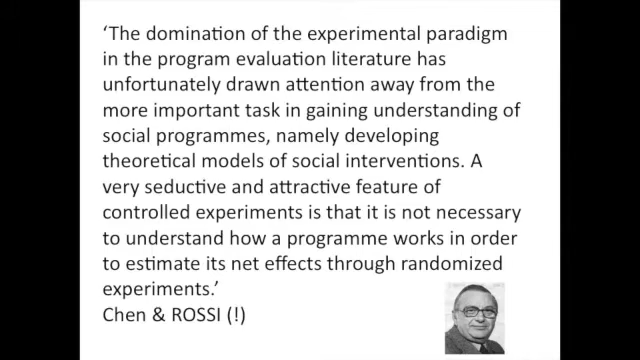 ‘The domination of the experimental paradigm
in the program evaluation literature has
unfortunately drawn attention away from the
more important task in gaining understanding of
social programmes, namely developing
theoretical models of social interventions. A
very seductive and attractive feature of
controlled experiments is that it is not necessary
to understand how a programme works in order
to estimate its net effects through randomized
experiments.’
Chen & ROSSI (!)